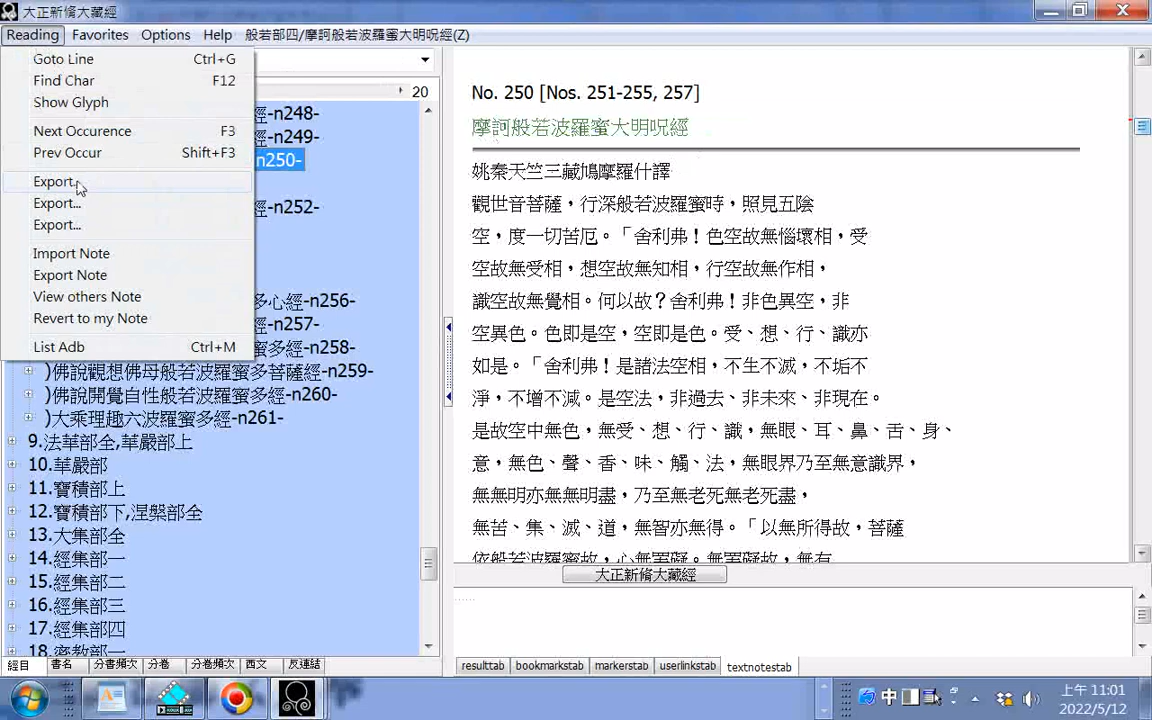 大正新脩大藏經
Reading Favorites Options Help 般若部四/摩訶般若波羅蜜大明呪經(Z)
Goto Line Ctrl+G
Find Char F12
Show Glyph
Next Occurence F3
Prev Occur Shift+F3
Export...
Export...
Export...
Import Note
Export Note
View others Note
Revert to my Note
List Adb Ctrl+M
20
經-n248-
經-n249-
n250-
經-n252-
多心經-n256-
經-n257-
蜜多經-n258-
)佛說觀想佛母般若波羅蜜多菩薩經-n259-
)佛說開覺自性般若波羅蜜多經-n260-
)大乘理趣六波羅蜜多經-n261-
9.法華部全,華嚴部上
10.華嚴部
11.寶積部上
12.寶積部下,涅槃部全
13.大集部全
14.經集部一
15.經集部二
16.經集部三
17.經集部四
18.密教部一
經目 書名 分書頻次 分卷 分卷頻次 西文 反連結
No. 250 [Nos. 251-255, 257]
摩訶般若波羅蜜大明呪經
姚秦天竺三藏鳩摩羅什譯
觀世音菩薩，行深般若波羅蜜時，照見五陰
空，度一切苦厄。「舍利弗！色空故無惱壞相，受
空故無受相，想空故無知相，行空故無作相，
識空故無覺相。何以故？舍利弗！非色異空，非
空異色。色即是空，空即是色。受、想、行、識亦
如是。「舍利弗！是諸法空相，不生不滅，不垢不
淨，不增不減。是空法，非過去、非未來、非現在。
是故空中無色，無受、想、行、識，無眼、耳、鼻、舌、身、
意，無色、聲、香、味、觸、法，無眼界乃至無意識界，
無無明亦無無明盡，乃至無老死無老死盡，
無苦、集、滅、道，無智亦無得。「以無所得故，菩薩
依般若波羅蜜故，心無罣礙。無罣礙故，無有
大正新脩大藏經
resulttab bookmarkstab markerstab userlinkstab textnotestab
中
上午 11:01
2022/5/12